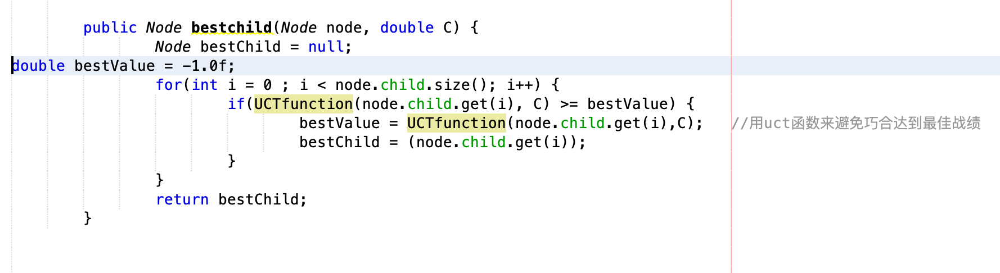 public Node bestchild(Node node, double C) {
Node bestChild = null;
double bestValue = -1.0f;
for(int i = 0 ; i < node.child.size(); i++) {
if(UCTfunction(node.child.get(i), C) >= bestValue) {
bestValue = UCTfunction(node.child.get(i),C);   //用uct函数来避免巧合达到最佳战绩
bestChild = (node.child.get(i));
}
}
return bestChild;
}